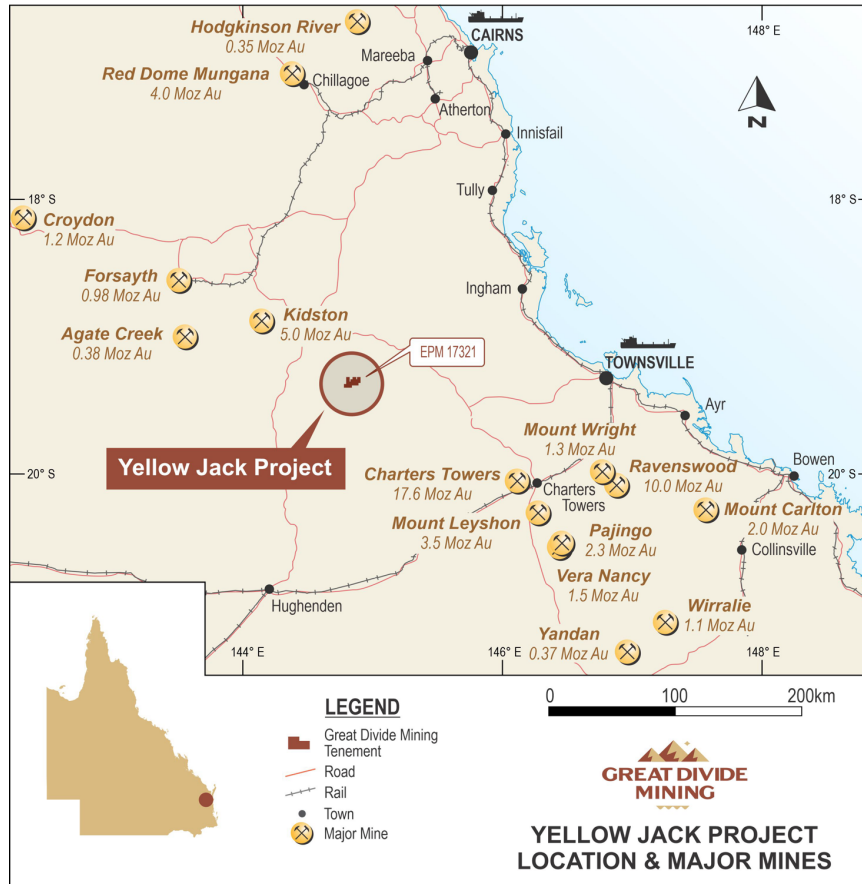 148° E
Hodgkinson River
0.35 Moz Au
CAIRNS
Mareeba
Red Dome Mungana
4.0 Moz Au
Chillagoe
Atherton
N
Innisfail
18° S
Tully
18° S
Croydon
1.2 Moz Au
Forsayth
0.98 Moz Au
Ingham
Kidston
5.0 Moz Au
Agate Creek
0.38 Moz Au
EPM 17321
TOWNSVILLE
Ayr
Yellow Jack Project
Mount Wright
1.3 Moz Au
Bowen
20° S
Charters Towers
17.6 Moz Au
Charters
Towers
Ravenswood
10.0 Moz Au
20° S
Mount Leyshon
3.5 Moz Au
Mount Carlton
2.0 Moz Au
Pajingo
2.3 Moz Au
Collinsville
Vera Nancy
1.5 Moz Au
Hughenden
Wirralie
1.1 Moz Au
Yandan
0.37 Moz Au
144° E
146° E
148° E
LEGEND
Great Divide Mining
Tenement
Road
Rail
Town
Major Mine
0 100 200km
GREAT DIVIDE
MINING
YELLOW JACK PROJECT
LOCATION & MAJOR MINES